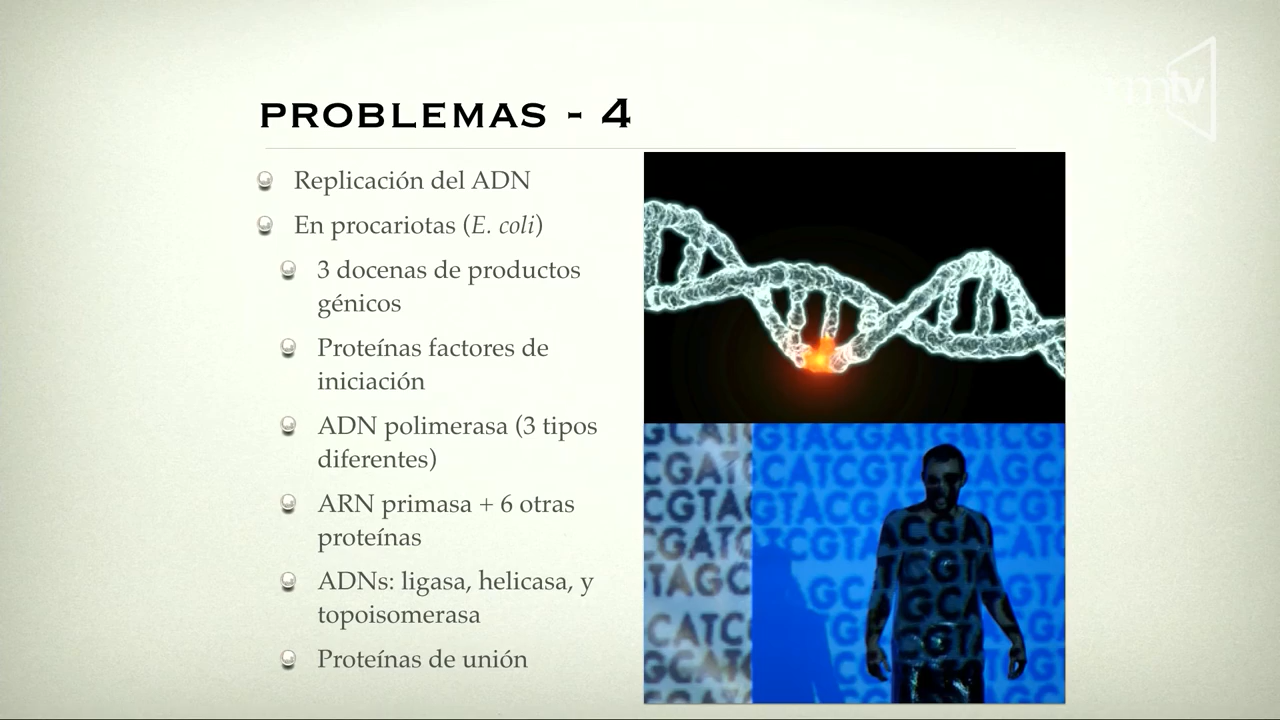 PROBLEMAS - 4
Replicación del ADN
En procariotas (E. coli)
3 docenas de productos
génicos
Proteínas factores de
iniciación
ADN polimerasa (3 tipos
diferentes)
ARN primasa + 6 otras
proteínas
ADNs: ligasa, helicasa, y
topoisomerasa
Proteínas de unión